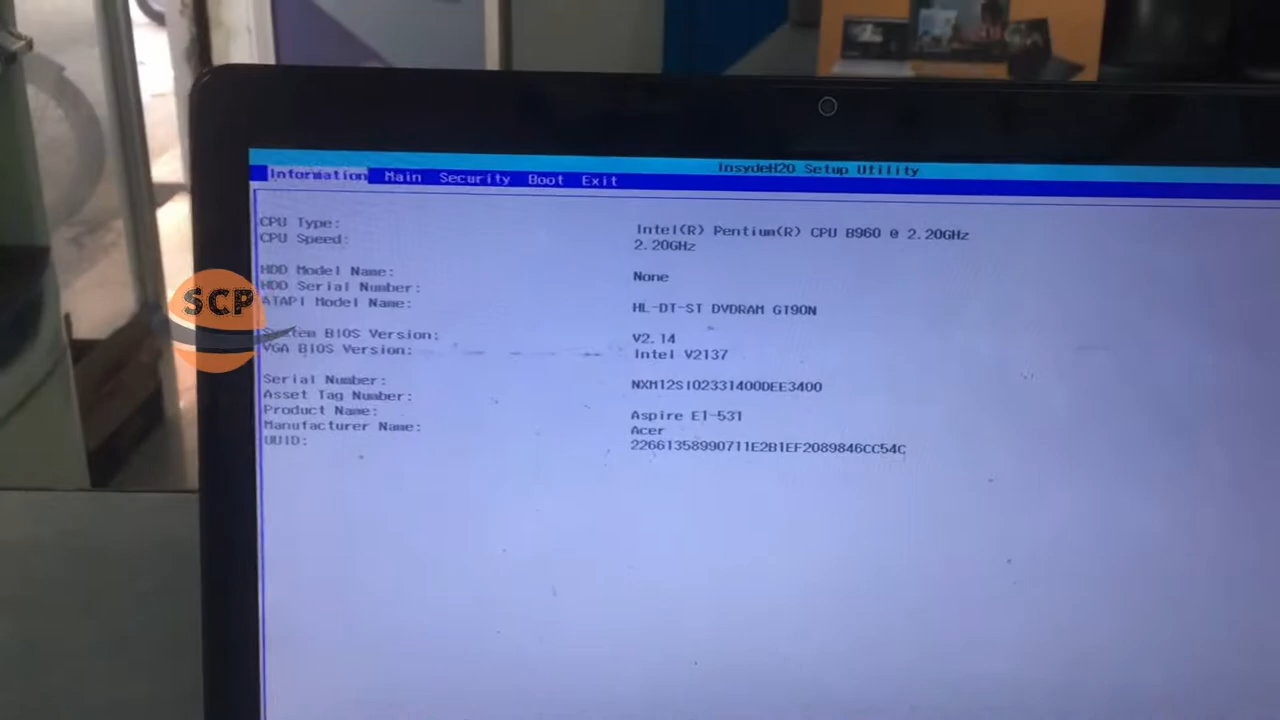 InsydeH20 Setup Utility
Information Main Security Boot Exit
CPU Type: Intel(R) Pentium(R) CPU B960 @ 2.20GHz
CPU Speed: 2.20GHz
HDD Model Name: None
HDD Serial Number:
ATAPI Model Name: HL-DT-ST DVDRAM GT90N
System BIOS Version: V2.14
VGA BIOS Version: Intel V2137
Serial Number: NXM12SI02331400DEE3400
Asset Tag Number:
Product Name: Aspire E1-531
Manufacturer Name: Acer
UUID: 22661358990711E2B1EF2089846CC54C
SCP